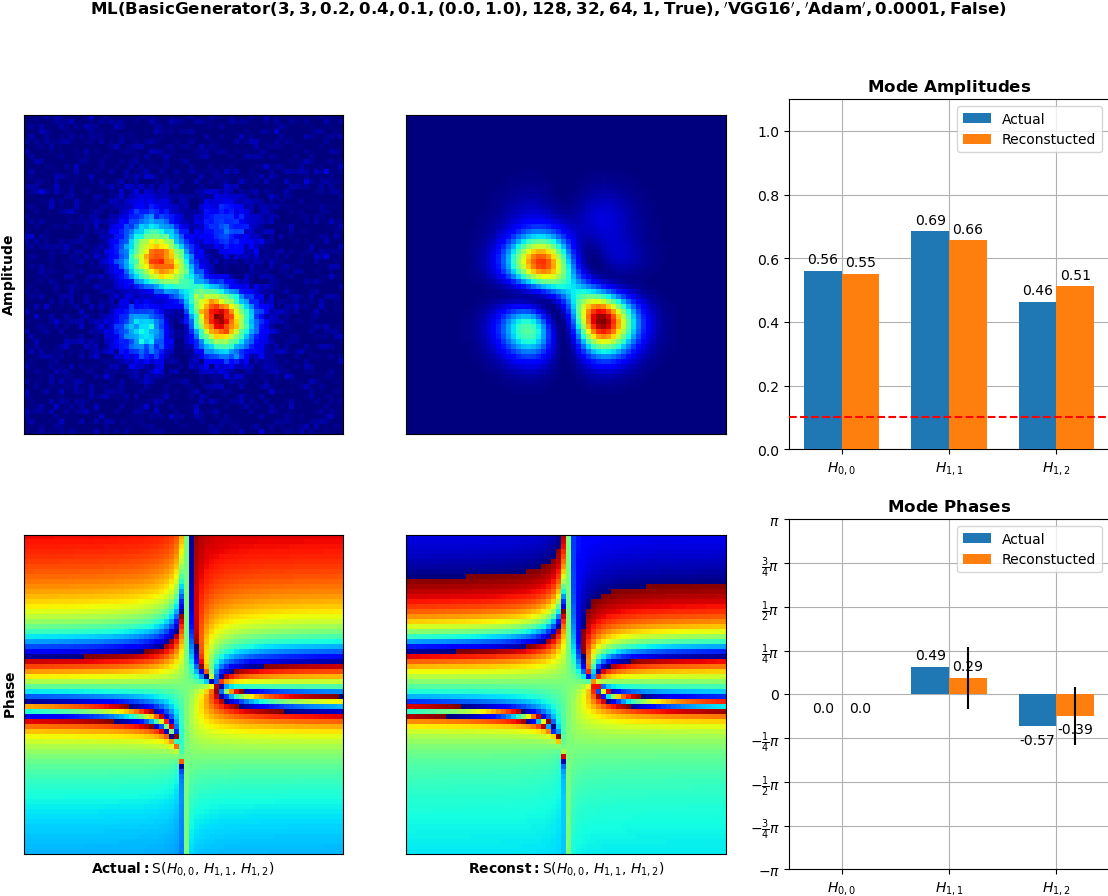 ML(BasicGenerator(3, 3, 0.2, 0.4, 0.1, (0.0, 1.0), 128, 32, 64, 1, True), ′VGG16′, ′Adam′, 0.0001, False)
Amplitude
Mode Amplitudes
Actual
Reconstucted
1.0
0.8
0.6
0.4
0.2
0.0
0.56
0.55
0.69
0.66
0.46
0.51
H0,0
H1,1
H1,2
Phase
Actual: S(H0,0, H1,1, H1,2)
Reconst: S(H0,0, H1,1, H1,2)
Mode Phases
Actual
Reconstucted
π
3/4π
1/2π
1/4π
0
−1/4π
−1/2π
−3/4π
−π
0.0
0.0
0.49
0.29
-0.57
-0.39
H0,0
H1,1
H1,2